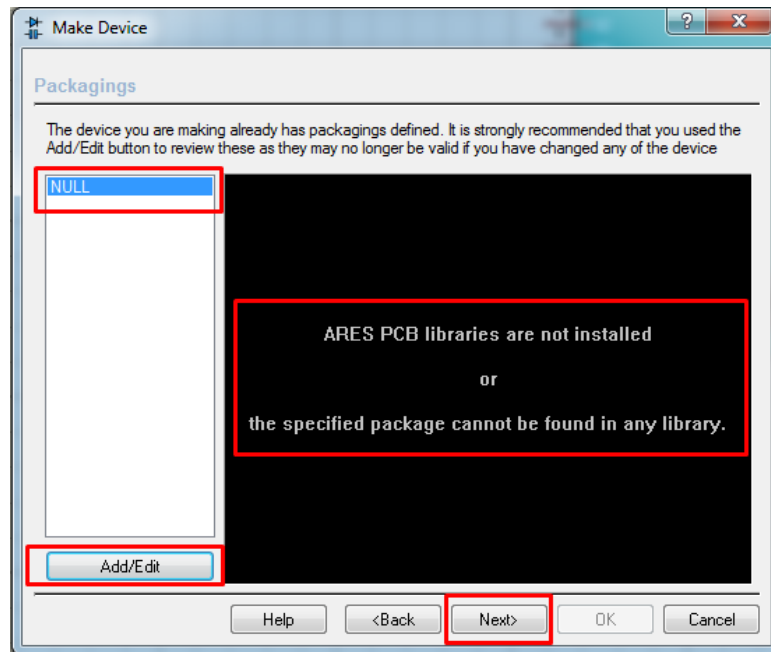 Make Device
?
X
Packagings
The device you are making already has packagings defined. It is strongly recommended that you used the
Add/Edit button to review these as they may no longer be valid if you have changed any of the device
NULL
ARES PCB libraries are not installed
or
the specified package cannot be found in any library.
Add/Edit
Help
<Back
Next>
OK
Cancel